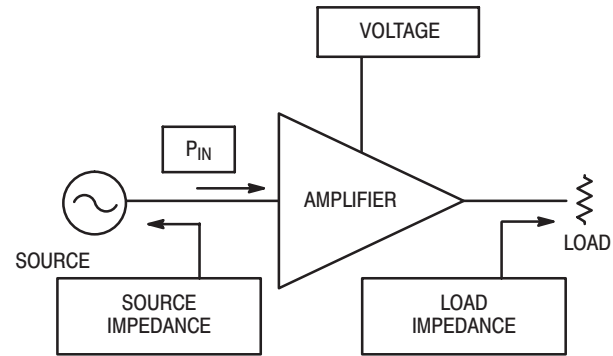 VOLTAGE
PIN
AMPLIFIER
SOURCE
LOAD
SOURCE
IMPEDANCE
LOAD
IMPEDANCE